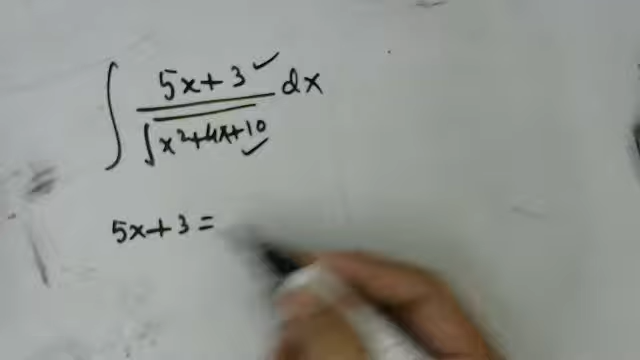 ∫ (5x+3)/√(x²+4x+10) dx
5x+3=